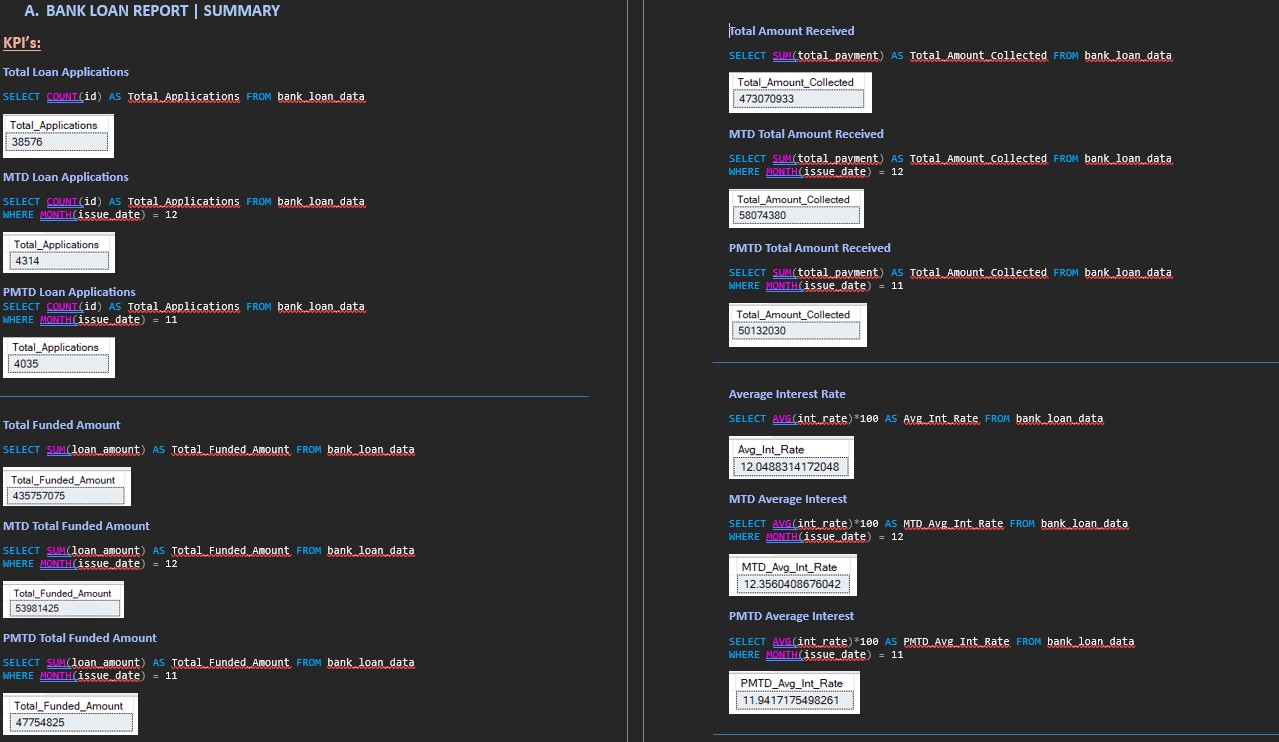 A. BANK LOAN REPORT | SUMMARY
KPI's:
Total Loan Applications
SELECT COUNT(id) AS Total_Applications FROM bank_loan_data
Total_Applications
38576
MTD Loan Applications
SELECT COUNT(id) AS Total_Applications FROM bank_loan_data
WHERE MONTH(issue_date) = 12
Total_Applications
4314
PMTD Loan Applications
SELECT COUNT(id) AS Total_Applications FROM bank_loan_data
WHERE MONTH(issue_date) = 11
Total_Applications
4035
Total Funded Amount
SELECT SUM(loan_amount) AS Total_Funded_Amount FROM bank_loan_data
Total_Funded_Amount
435757075
MTD Total Funded Amount
SELECT SUM(loan_amount) AS Total_Funded_Amount FROM bank_loan_data
WHERE MONTH(issue_date) = 12
Total_Funded_Amount
53981425
PMTD Total Funded Amount
SELECT SUM(loan_amount) AS Total_Funded_Amount FROM bank_loan_data
WHERE MONTH(issue_date) = 11
Total_Funded_Amount
47754825
Total Amount Received
SELECT SUM(total_payment) AS Total_Amount_Collected FROM bank_loan_data
Total_Amount_Collected
473070933
MTD Total Amount Received
SELECT SUM(total_payment) AS Total_Amount_Collected FROM bank_loan_data
WHERE MONTH(issue_date) = 12
Total_Amount_Collected
58074380
PMTD Total Amount Received
SELECT SUM(total_payment) AS Total_Amount_Collected FROM bank_loan_data
WHERE MONTH(issue_date) = 11
Total_Amount_Collected
50132030
Average Interest Rate
SELECT AVG(int_rate)*100 AS Avg_Int_Rate FROM bank_loan_data
Avg_Int_Rate
12.0488314172048
MTD Average Interest
SELECT AVG(int_rate)*100 AS MTD_Avg_Int_Rate FROM bank_loan_data
WHERE MONTH(issue_date) = 12
MTD_Avg_Int_Rate
12.3560408676042
PMTD Average Interest
SELECT AVG(int_rate)*100 AS PMTD_Avg_Int_Rate FROM bank_loan_data
WHERE MONTH(issue_date) = 11
PMTD_Avg_Int_Rate
11.9417175498261